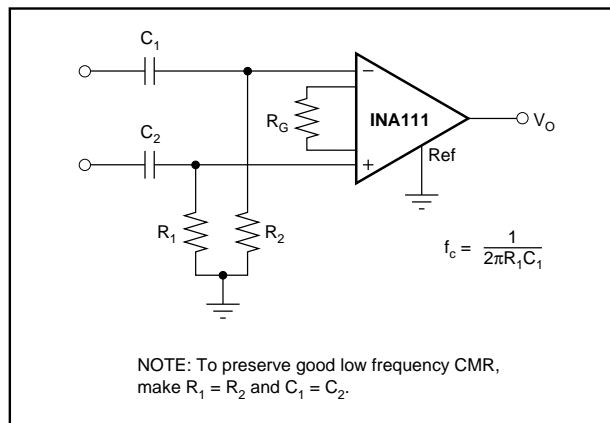 C1
C2
−
RG
INA111
VO
+
Ref
R1
R2
fc = 1 / 2πR1C1
NOTE: To preserve good low frequency CMR,
make R1 = R2 and C1 = C2.